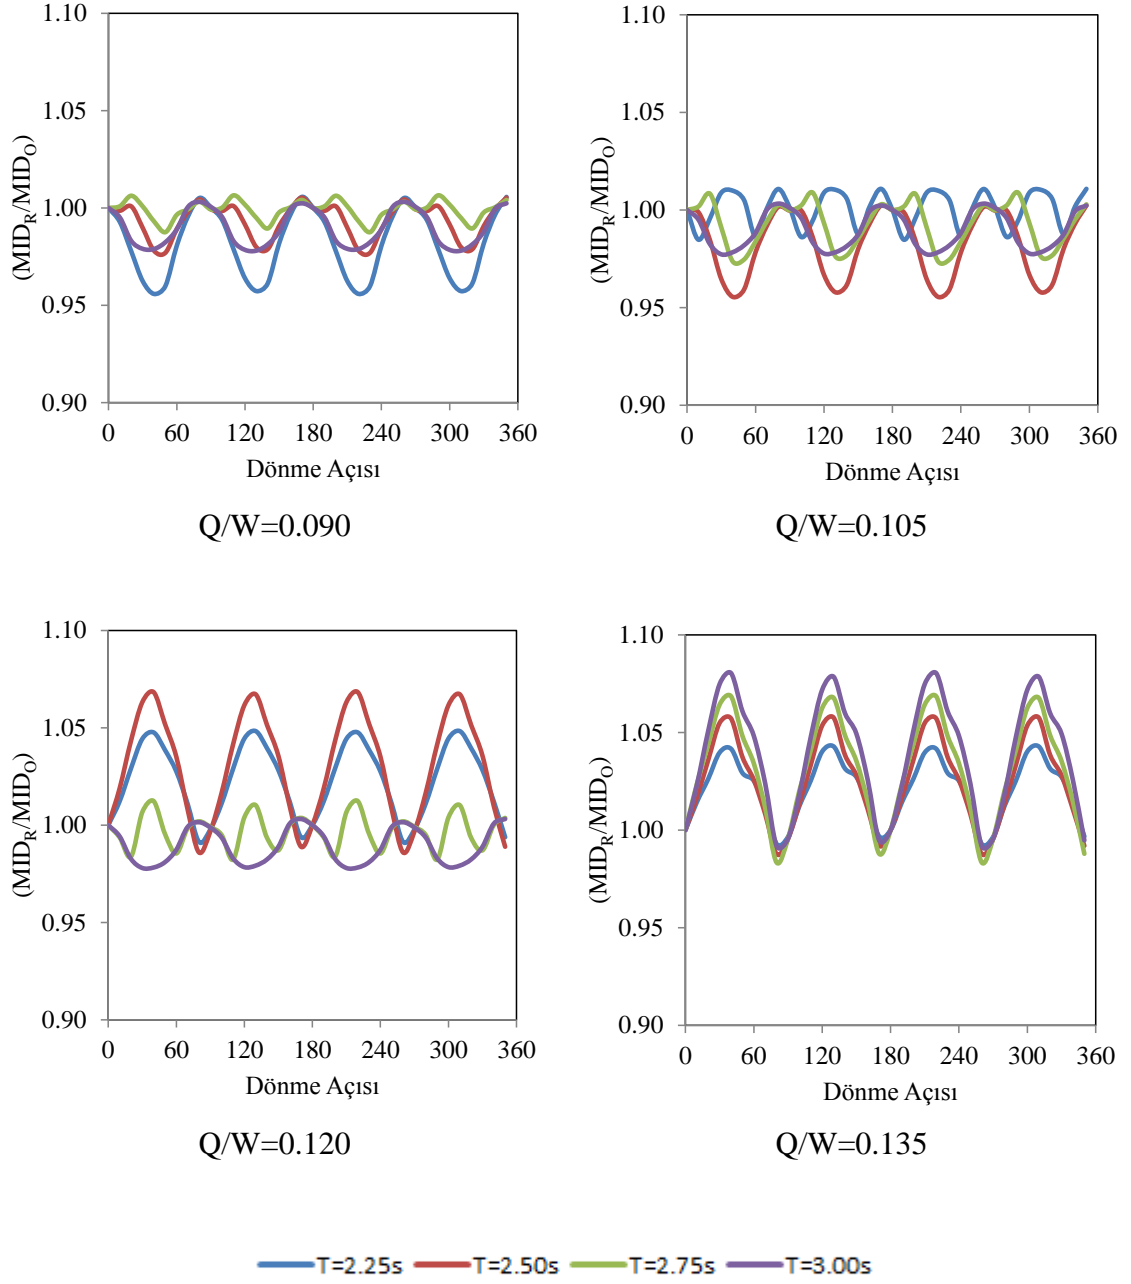 1.10
1.05
1.00
0.95
0.90
(MID_R/MID_O)
0 60 120 180 240 300 360
Dönme Açısı
Q/W=0.090
1.10
1.05
1.00
0.95
0.90
(MID_R/MID_O)
0 60 120 180 240 300 360
Dönme Açısı
Q/W=0.105
1.10
1.05
1.00
0.95
0.90
(MID_R/MID_O)
0 60 120 180 240 300 360
Dönme Açısı
Q/W=0.120
1.10
1.05
1.00
0.95
0.90
(MID_R/MID_O)
0 60 120 180 240 300 360
Dönme Açısı
Q/W=0.135
T=2.25s T=2.50s T=2.75s T=3.00s